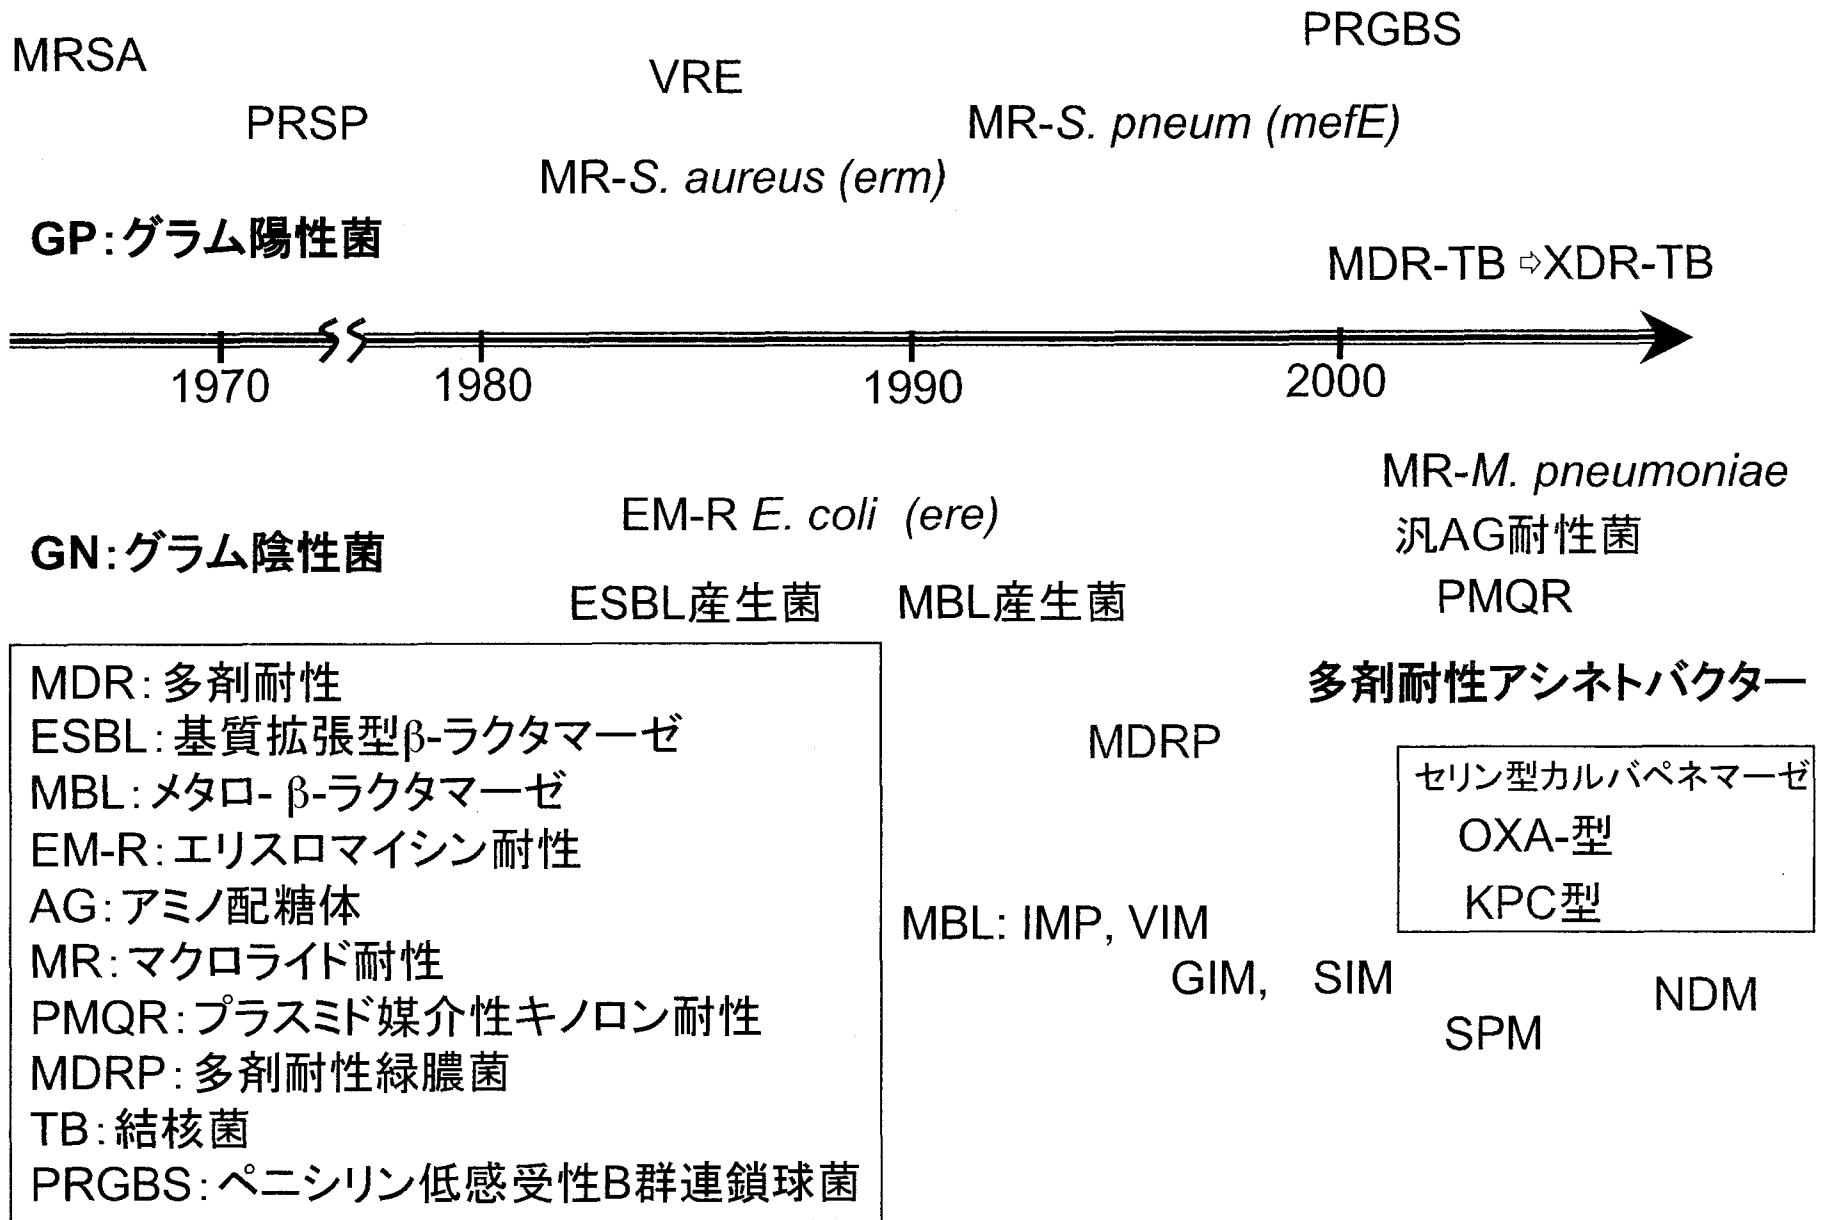 PRGBS
MRSA
VRE
PRSP
MR-S. pneum (mefE)
MR-S. aureus (erm)
GP:グラム陽性菌
MDR-TB ⇨XDR-TB
1970 1980 1990 2000
MR-M. pneumoniae
EM-R E. coli (ere)
汎AG耐性菌
GN:グラム陰性菌
ESBL産生菌 MBL産生菌 PMQR
多剤耐性アシネトバクター
MDRP
セリン型カルバペネマーゼ
OXA-型
KPC型
MBL: IMP, VIM
GIM, SIM
NDM
SPM
MDR:多剤耐性
ESBL:基質拡張型β-ラクタマーゼ
MBL:メタロ- β-ラクタマーゼ
EM-R:エリスロマイシン耐性
AG:アミノ配糖体
MR:マクロライド耐性
PMQR:プラスミド媒介性キノロン耐性
MDRP:多剤耐性緑膿菌
TB:結核菌
PRGBS:ペニシリン低感受性B群連鎖球菌